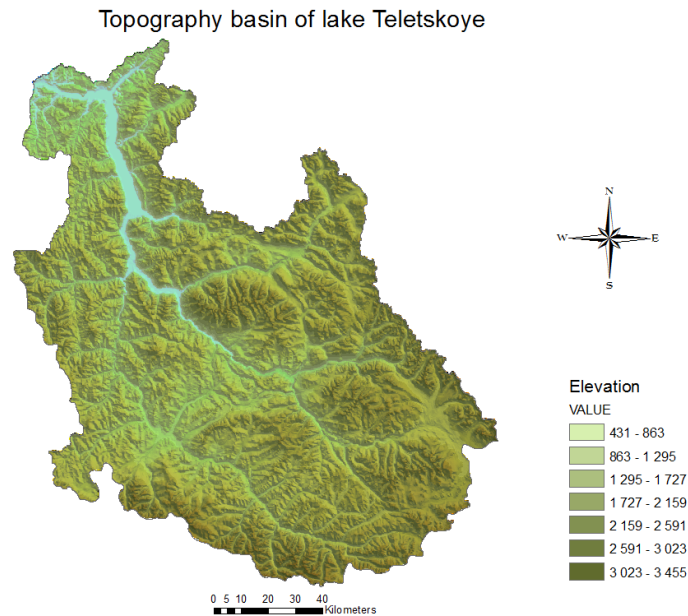 Topography basin of lake Teletskoye
N
W E
S
Elevation
VALUE
431 - 863
863 - 1 295
1 295 - 1 727
1 727 - 2 159
2 159 - 2 591
2 591 - 3 023
3 023 - 3 455
0 5 10 20 30 40
Kilometers